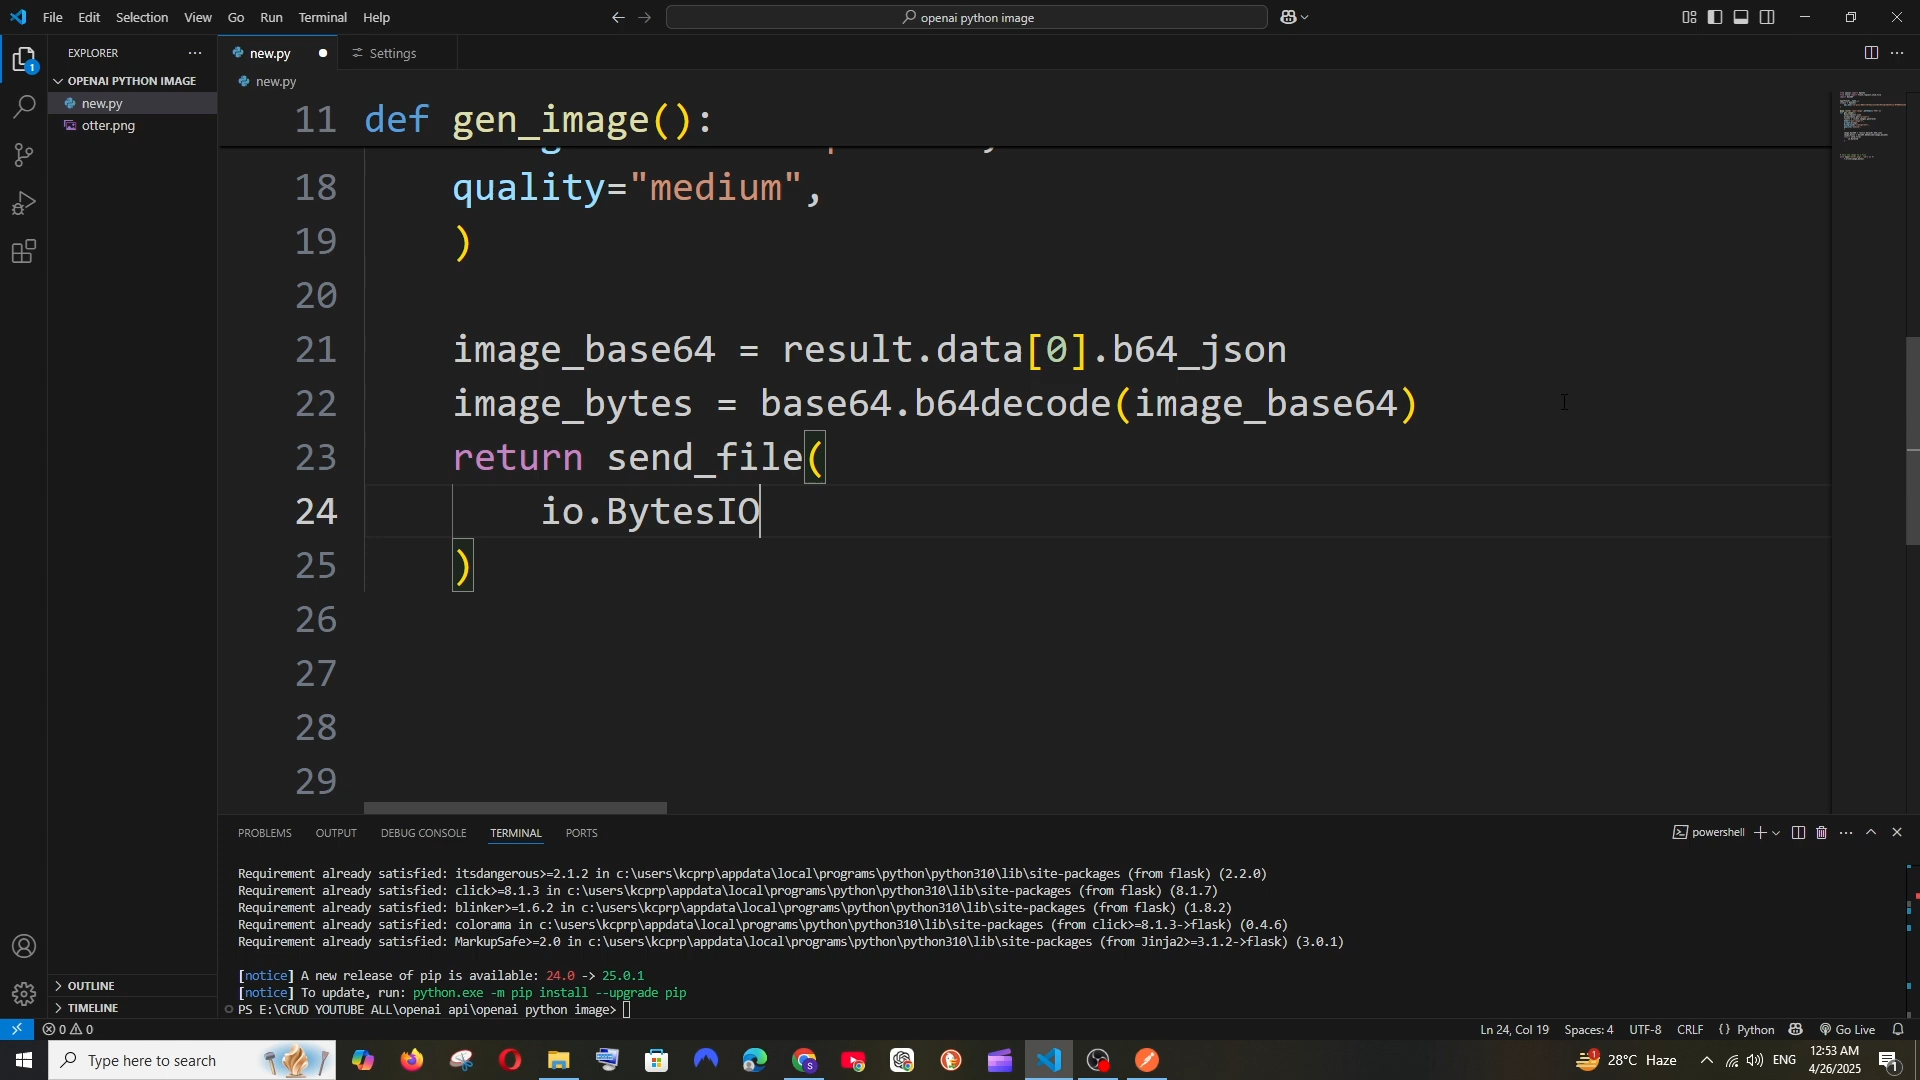 File Edit Selection View Go Run Terminal Help
openai python image
EXPLORER
OPENAI PYTHON IMAGE
new.py
otter.png
OUTLINE
TIMELINE
new.py
Settings
new.py
11 def gen_image():
18 quality="medium",
19 )
20
21 image_base64 = result.data[0].b64_json
22 image_bytes = base64.b64decode(image_base64)
23 return send_file(
24 io.BytesIO
25 )
26
27
28
29
PROBLEMS OUTPUT DEBUG CONSOLE TERMINAL PORTS
powershell
Requirement already satisfied: itsdangerous>=2.1.2 in c:\users\kcprp\appdata\local\programs\python\python310\lib\site-packages (from flask) (2.2.0)
Requirement already satisfied: click>=8.1.3 in c:\users\kcprp\appdata\local\programs\python\python310\lib\site-packages (from flask) (8.1.7)
Requirement already satisfied: blinker>=1.6.2 in c:\users\kcprp\appdata\local\programs\python\python310\lib\site-packages (from flask) (1.8.2)
Requirement already satisfied: colorama in c:\users\kcprp\appdata\local\programs\python\python310\lib\site-packages (from click>=8.1.3->flask) (0.4.6)
Requirement already satisfied: MarkupSafe>=2.0 in c:\users\kcprp\appdata\local\programs\python\python310\lib\site-packages (from Jinja2>=3.1.2->flask) (3.0.1)
[notice] A new release of pip is available: 24.0 -> 25.0.1
[notice] To update, run: python.exe -m pip install --upgrade pip
PS E:\CRUD YOUTUBE ALL\openai api\openai python image>
0 0
Ln 24, Col 19 Spaces: 4 UTF-8 CRLF {} Python Go Live
Type here to search
28°C Haze
ENG
12:53 AM
4/26/2025